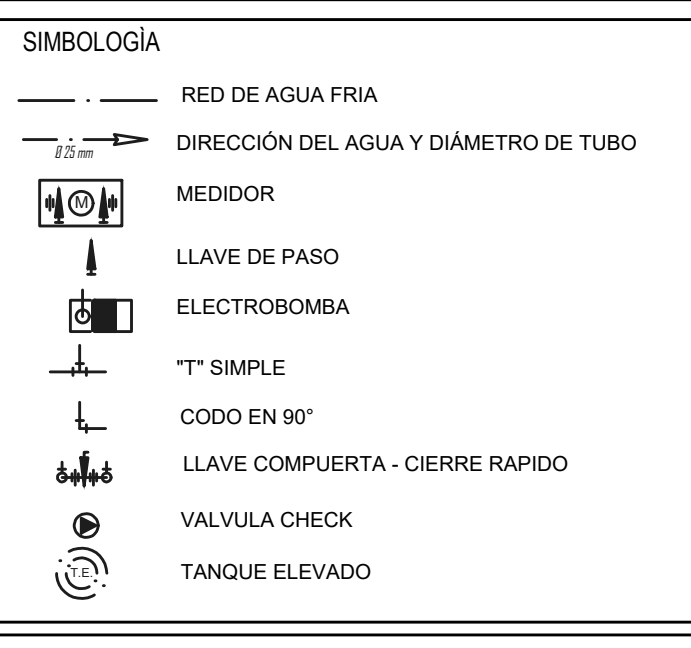 SIMBOLOGÌA
RED DE AGUA FRIA
DIRECCIÓN DEL AGUA Y DIÁMETRO DE TUBO
Ø 25 mm
M
MEDIDOR
LLAVE DE PASO
ELECTROBOMBA
"T" SIMPLE
CODO EN 90°
LLAVE COMPUERTA - CIERRE RAPIDO
VALVULA CHECK
T.E.
TANQUE ELEVADO